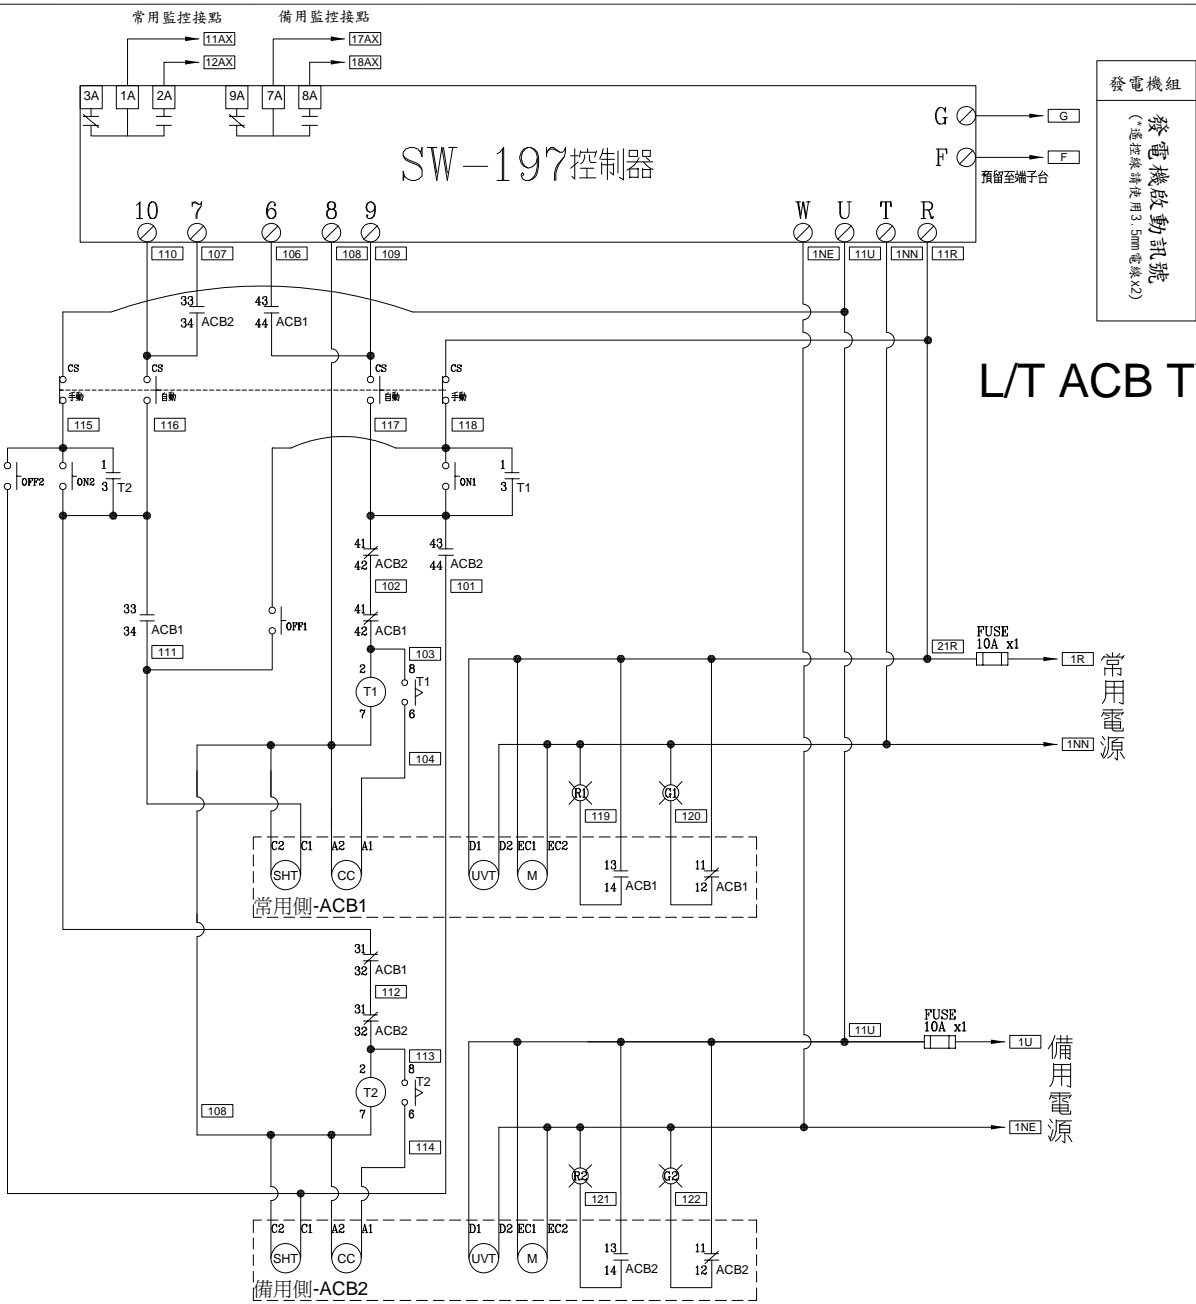 常用監控接點 備用監控接點
11AX 17AX
12AX 18AX
3A 1A 2A 9A 7A 8A
SW-197控制器
G G
F F
預留至端子台
發電機組
發電機啟動訊號
(*遙控線請使用3.5mm電線x2)
10 7 6 8 9 W U T R
110 107 106 108 109 1NE 11U 1NN 11R
33 43
34 ACB2 44 ACB1
L/T ACB T
CS CS CS CS
手動 自動 自動 手動
115 116 117 118
OFF2 ON2 1 ON1 1
3 T2 3 T1
41 43
42 ACB2 44 ACB2
102 101
33 41
34 ACB1 OFF1 42 ACB1
111 103
FUSE
10A x1
21R 1R
常用電源
2 8
T1 T1
7 6
1NN
104
R1 G1
119 120
C2 C1 A2 A1 D1 D2 EC1 EC2
13 11
SHT CC UVT M
14 ACB1 12 ACB1
常用側-ACB1
31
32 ACB1
112
31
32 ACB2
113
FUSE
10A x1
11U 1U
備用電源
2 8
T2 T2
7 6
108
1NE
114
R2 G2
121 122
C2 C1 A2 A1 D1 D2 EC1 EC2
13 11
SHT CC UVT M
14 ACB2 12 ACB2
備用側-ACB2